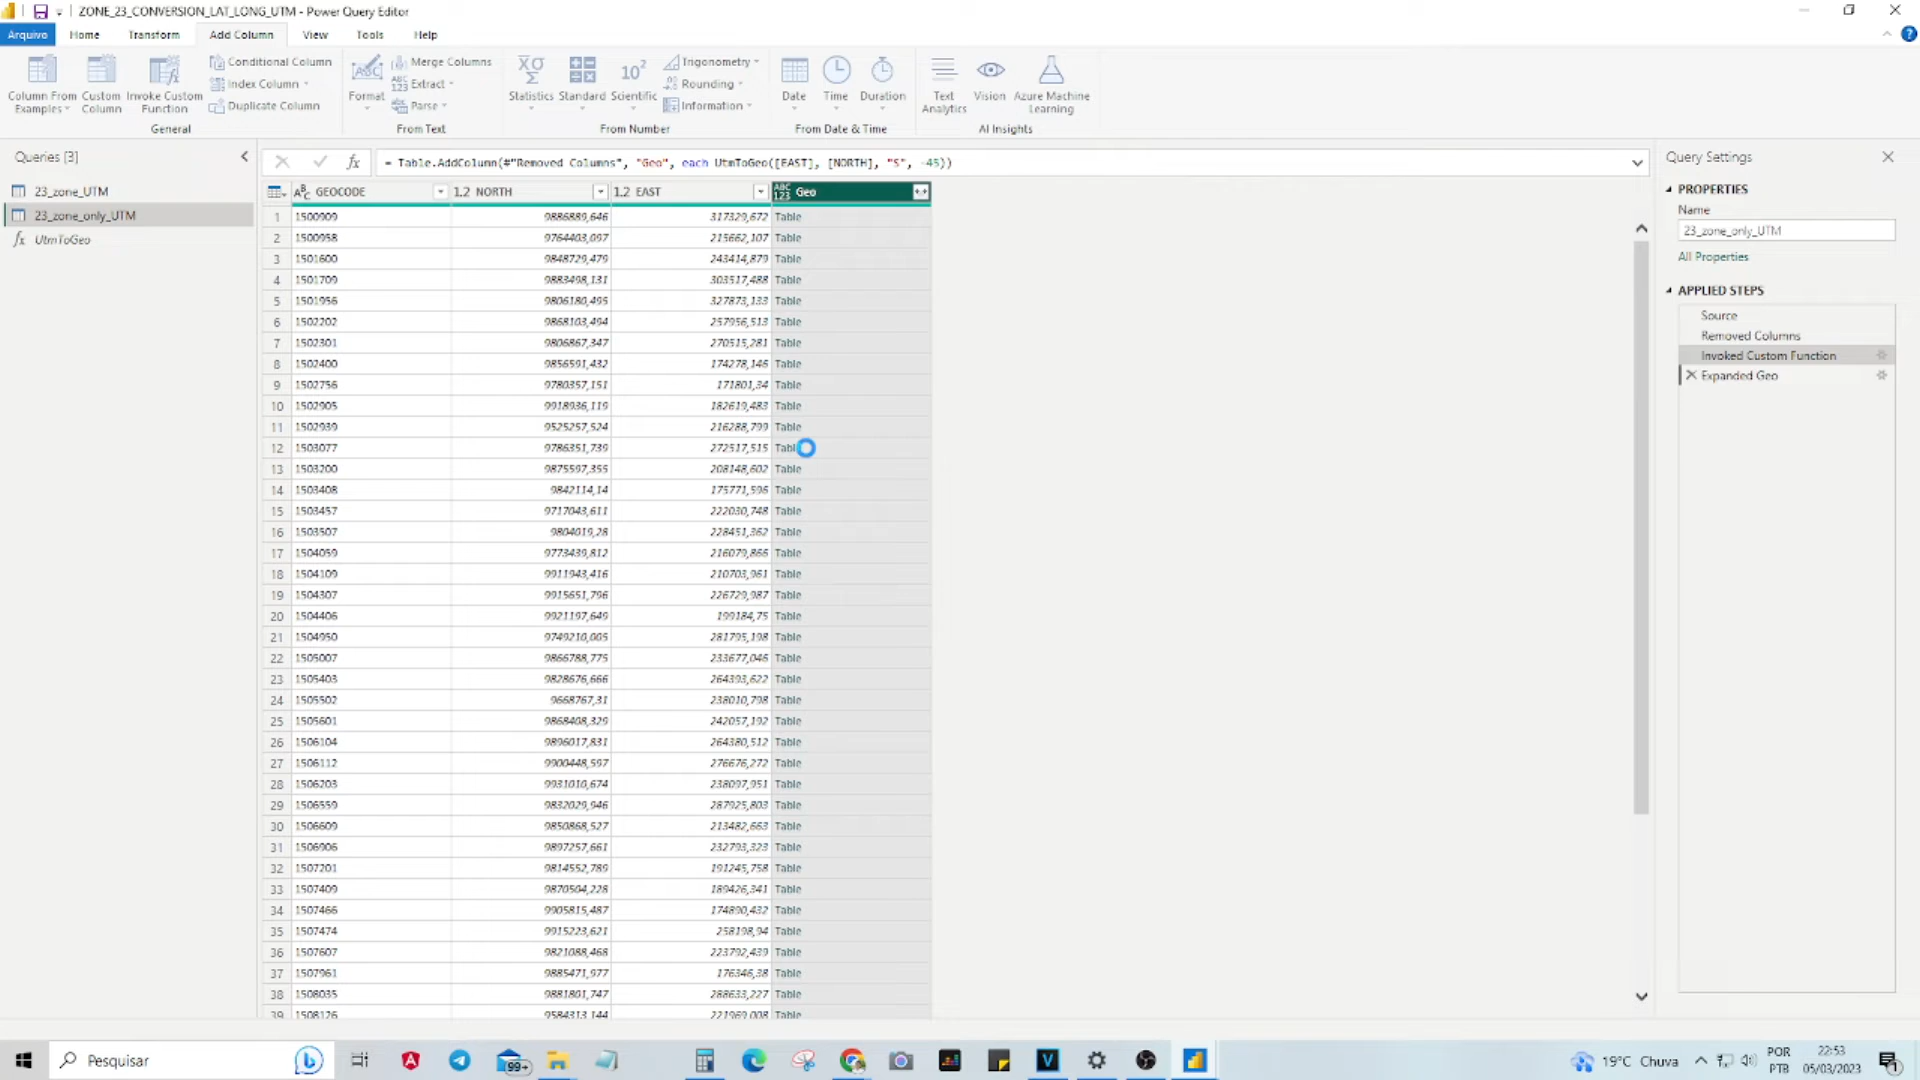 ZONE_23_CONVERSION_LAT_LONG_UTM - Power Query Editor
Arquivo Home Transform Add Column View Tools Help
Column From Examples Custom Column Invoke Custom Function
Conditional Column
Index Column
Duplicate Column
General
Format
Merge Columns
Extract
Parse
From Text
Statistics Standard Scientific
Trigonometry
Rounding
Information
From Number
Date Time Duration
From Date & Time
Text Analytics Vision Azure Machine Learning
AI Insights
Queries [3]
23_zone_UTM
23_zone_only_UTM
UtmToGeo
= Table.AddColumn(#"Removed Columns", "Geo", each UtmToGeo([EAST], [NORTH], "S", -45))
GEOCODE 1.2 NORTH 1.2 EAST ABC 123 Geo
1 1500909 9886889,646 317329,672 Table
2 1500958 9764403,097 215662,107 Table
3 1501600 9848729,479 243414,879 Table
4 1501709 9883498,131 303517,488 Table
5 1501956 9806180,495 327873,133 Table
6 1502202 9868103,494 257956,513 Table
7 1502301 9806867,347 270515,281 Table
8 1502400 9856591,432 174278,146 Table
9 1502756 9780357,151 171801,34 Table
10 1502905 9918936,119 182619,483 Table
11 1502939 9525257,524 216288,799 Table
12 1503077 9786351,739 272517,515 Tabl
13 1503200 9875597,355 208148,602 Table
14 1503408 9842114,14 175771,596 Table
15 1503457 9717043,611 222030,748 Table
16 1503507 9804019,28 228451,362 Table
17 1504059 9773439,812 216079,866 Table
18 1504109 9911943,416 210703,961 Table
19 1504307 9915651,796 226729,987 Table
20 1504406 9921197,649 199184,75 Table
21 1504950 9749210,005 281795,198 Table
22 1505007 9866788,775 233677,046 Table
23 1505403 9828676,666 264393,622 Table
24 1505502 9668767,31 238010,798 Table
25 1505601 9868408,329 242057,192 Table
26 1506104 9896017,831 264380,512 Table
27 1506112 9900448,597 276676,272 Table
28 1506203 9931010,674 238097,951 Table
29 1506559 9832029,946 287925,803 Table
30 1506609 9850868,527 213482,663 Table
31 1506906 9897257,661 232793,323 Table
32 1507201 9814552,789 191245,758 Table
33 1507409 9870504,228 189426,341 Table
34 1507466 9905815,487 174890,432 Table
35 1507474 9915223,621 258198,94 Table
36 1507607 9821088,468 223792,439 Table
37 1507961 9885471,977 176346,38 Table
38 1508035 9881801,747 288633,227 Table
39 1508126 9584313,144 221969,008 Table
Query Settings
PROPERTIES
Name
23_zone_only_UTM
All Properties
APPLIED STEPS
Source
Removed Columns
Invoked Custom Function
Expanded Geo
Pesquisar
99+
19°C Chuva
POR PTB
22:53
05/03/2023